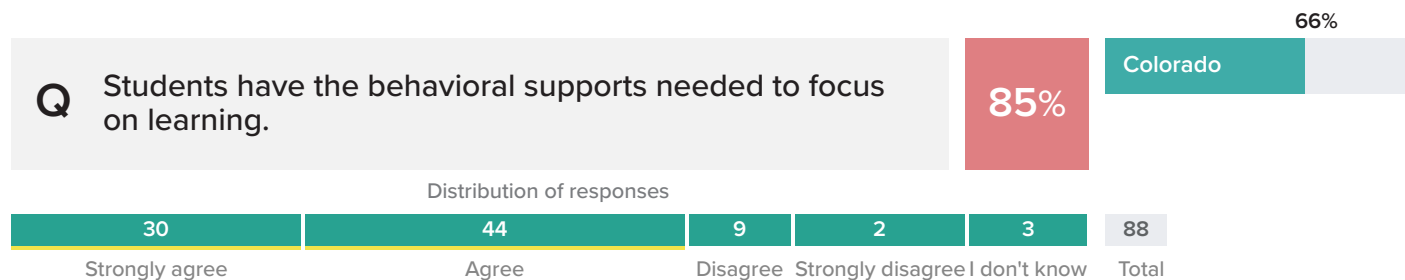 66%
Q
Students have the behavioral supports needed to focus
on learning.
85%
Colorado
Distribution of responses
30 44 9 2 3 88
Strongly agree Agree Disagree Strongly disagree I don't know Total